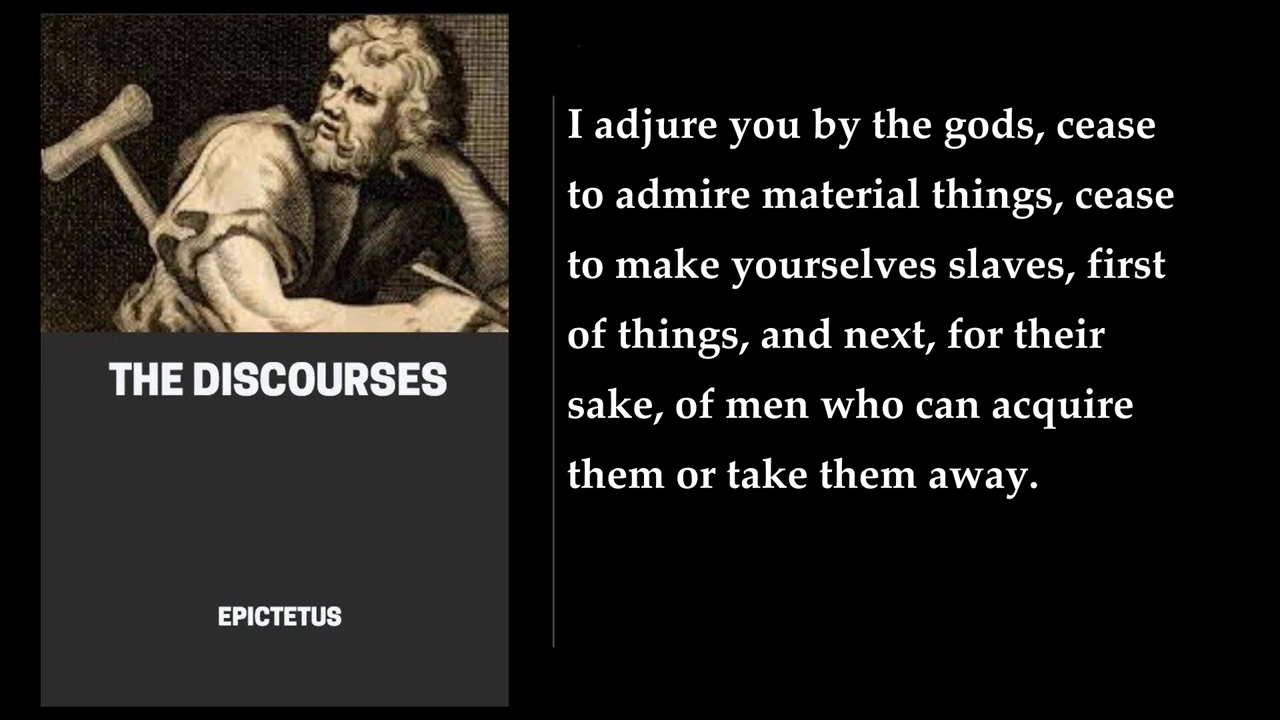 THE DISCOURSES
EPICTETUS
I adjure you by the gods, cease
to admire material things, cease
to make yourselves slaves, first
of things, and next, for their
sake, of men who can acquire
them or take them away.